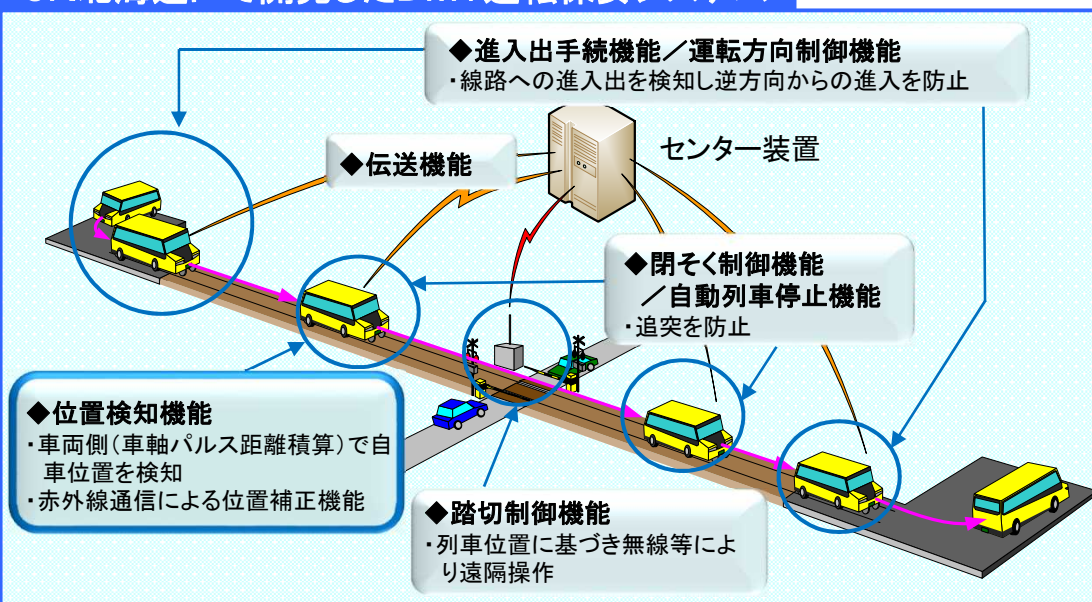 ◆進入出手続機能／運転方向制御機能
・線路への進入出を検知し逆方向からの進入を防止
センター装置
◆伝送機能
◆閉そく制御機能
／自動列車停止機能
・追突を防止
◆位置検知機能
・車両側(車軸パルス距離積算)で自
車位置を検知
・赤外線通信による位置補正機能
◆踏切制御機能
・列車位置に基づき無線等によ
り遠隔操作